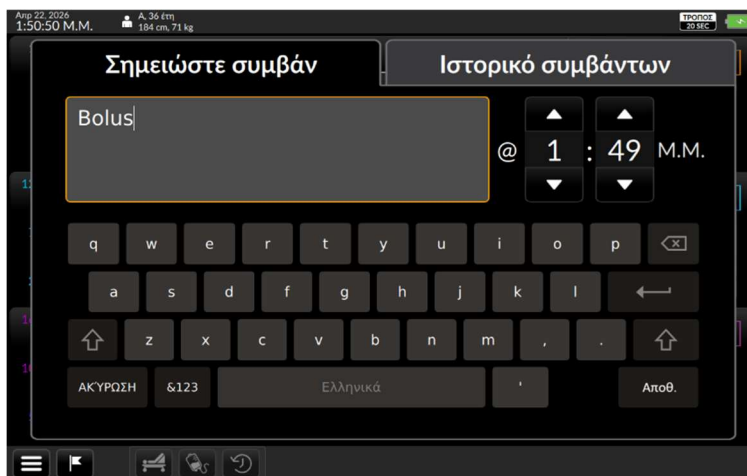 Απρ 22, 2026
1:50:50 Μ.Μ.
Α, 36 έτη
184 cm, 71 kg
ΤΡΟΠΟΣ
20 SEC
Σημειώστε συμβάν
Ιστορικό συμβάντων
Bolus
@ 1 : 49 Μ.Μ.
q w e r t y u i o p
a s d f g h j k l
z x c v b n m , .
ΑΚΎΡΩΣΗ &123 Ελληνικά ' Αποθ.